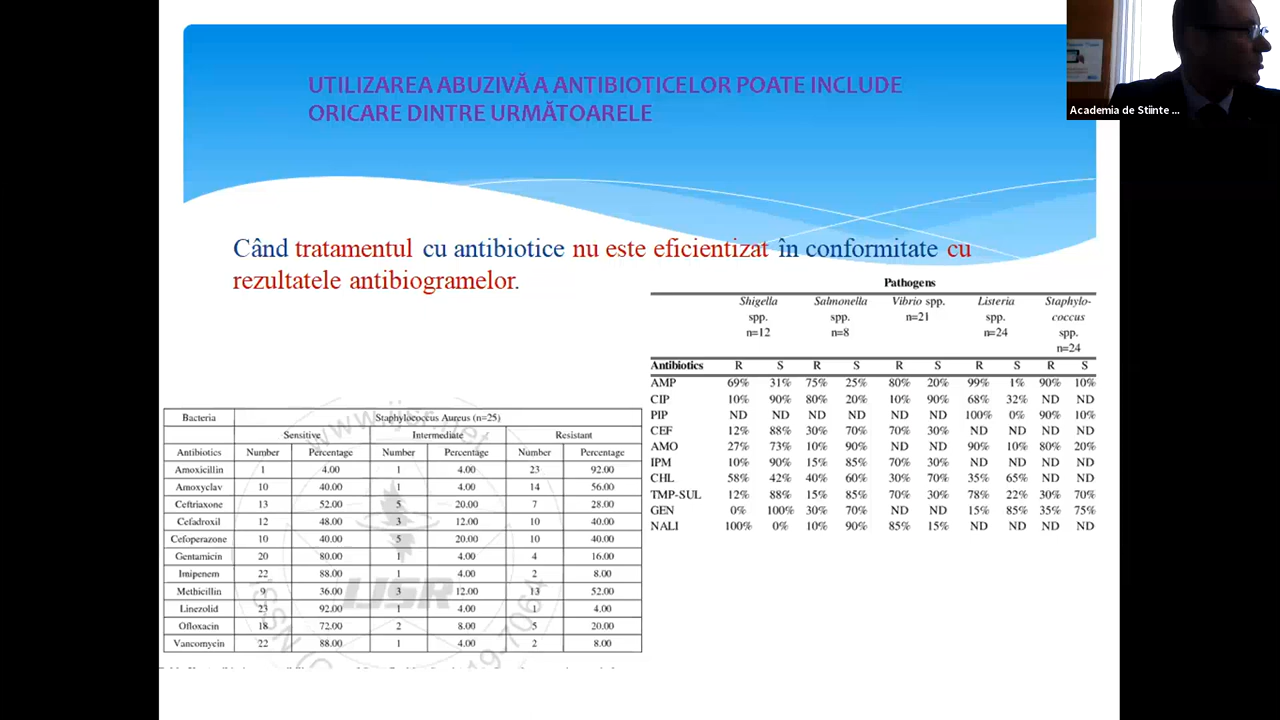 UTILIZAREA ABUZIVĂ A ANTIBIOTICELOR POATE INCLUDE
ORICARE DINTRE URMĂTOARELE
Academia de Stiinte ...
Când tratamentul cu antibiotice nu este eficientizat în conformitate cu
rezultatele antibiogramelor.
Pathogens
Shigella Salmonella Vibrio spp. Listeria Staphylo-
spp. spp. n=21 spp. coccus
n=12 n=8 n=24 spp.
n=24
Antibiotics R S R S R S R S R S
AMP 69% 31% 75% 25% 80% 20% 99% 1% 90% 10%
CIP 10% 90% 80% 20% 10% 90% 68% 32% ND ND
PIP ND ND ND ND ND ND 100% 0% 90% 10%
CEF 12% 88% 30% 70% 70% 30% ND ND ND ND
AMO 27% 73% 10% 90% ND ND 90% 10% 80% 20%
IPM 10% 90% 15% 85% 70% 30% ND ND ND ND
CHL 58% 42% 40% 60% 30% 70% 35% 65% ND ND
TMP-SUL 12% 88% 15% 85% 70% 30% 78% 22% 30% 70%
GEN 0% 100% 30% 70% ND ND 15% 85% 35% 75%
NALI 100% 0% 10% 90% 85% 15% ND ND ND ND
Bacteria Staphylococcus Aureus (n=25)
Sensitive Intermediate Resistant
Antibiotics Number Percentage Number Percentage Number Percentage
Amoxicillin 1 4.00 1 4.00 23 92.00
Amoxyclav 10 40.00 1 4.00 14 56.00
Ceftriaxone 13 52.00 5 20.00 7 28.00
Cefadroxil 12 48.00 3 12.00 10 40.00
Cefoperazone 10 40.00 5 20.00 10 40.00
Gentamicin 20 80.00 1 4.00 4 16.00
Imipenem 22 88.00 1 4.00 2 8.00
Methicillin 9 36.00 3 12.00 13 52.00
Linezolid 23 92.00 1 4.00 1 4.00
Ofloxacin 18 72.00 2 8.00 5 20.00
Vancomycin 22 88.00 1 4.00 2 8.00
www.ijsr.net
IJSR